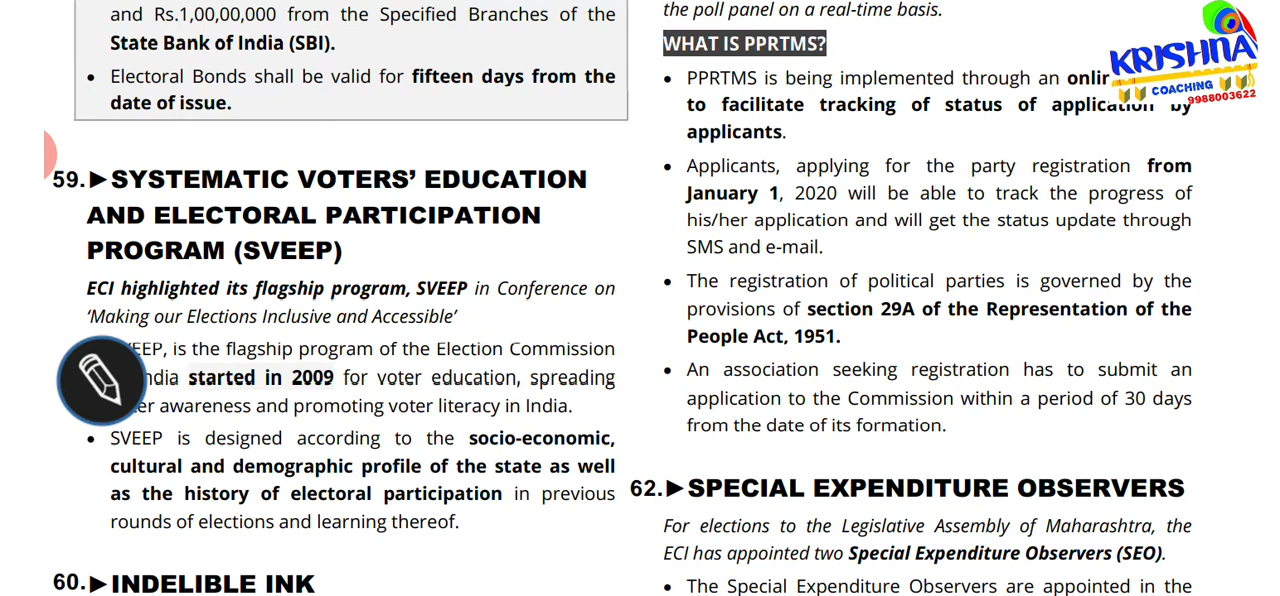 and Rs.1,00,00,000 from the Specified Branches of the
State Bank of India (SBI).
• Electoral Bonds shall be valid for fifteen days from the
date of issue.
59.►SYSTEMATIC VOTERS’ EDUCATION
AND ELECTORAL PARTICIPATION
PROGRAM (SVEEP)
ECI highlighted its flagship program, SVEEP in Conference on
‘Making our Elections Inclusive and Accessible’
EEP, is the flagship program of the Election Commission
ndia started in 2009 for voter education, spreading
er awareness and promoting voter literacy in India.
• SVEEP is designed according to the socio-economic,
cultural and demographic profile of the state as well
as the history of electoral participation in previous
rounds of elections and learning thereof.
60.►INDELIBLE INK
the poll panel on a real-time basis.
WHAT IS PPRTMS?
• PPRTMS is being implemented through an onlin
to facilitate tracking of status of application by
applicants.
• Applicants, applying for the party registration from
January 1, 2020 will be able to track the progress of
his/her application and will get the status update through
SMS and e-mail.
• The registration of political parties is governed by the
provisions of section 29A of the Representation of the
People Act, 1951.
• An association seeking registration has to submit an
application to the Commission within a period of 30 days
from the date of its formation.
62.►SPECIAL EXPENDITURE OBSERVERS
For elections to the Legislative Assembly of Maharashtra, the
ECI has appointed two Special Expenditure Observers (SEO).
• The Special Expenditure Observers are appointed in the
KRISHNA
COACHING
9988003622